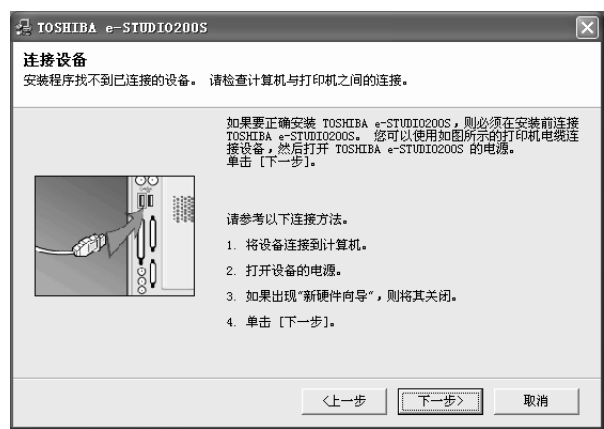 TOSHIBA e-STUDIO200S
连接设备
安装程序找不到已连接的设备。 请检查计算机与打印机之间的连接。
如果要正确安装 TOSHIBA e-STUDIO200S，则必须在安装前连接
TOSHIBA e-STUDIO200S。 您可以使用如图所示的打印机电缆连
接设备，然后打开 TOSHIBA e-STUDIO200S 的电源。
单击 [下一步]。
请参考以下连接方法。
1. 将设备连接到计算机。
2. 打开设备的电源。
3. 如果出现"新硬件向导"，则将其关闭。
4. 单击 [下一步]。
<上一步 下一步> 取消